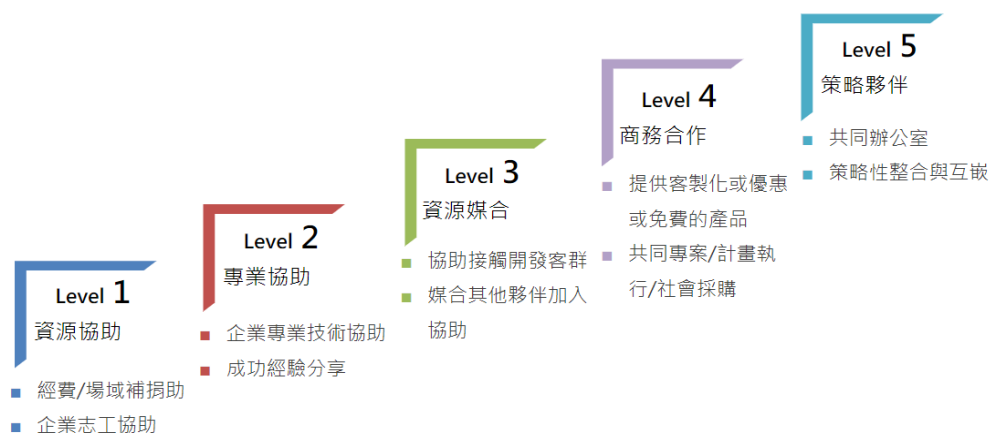 Level 1
資源協助
■ 經費/場域補捐助
■ 企業志工協助
Level 2
專業協助
■ 企業專業技術協助
■ 成功經驗分享
Level 3
資源媒合
■ 協助接觸開發客群
■ 媒合其他夥伴加入
協助
Level 4
商務合作
■ 提供客製化或優惠
或免費的產品
■ 共同專案/計畫執
行/社會採購
Level 5
策略夥伴
■ 共同辦公室
■ 策略性整合與互嵌